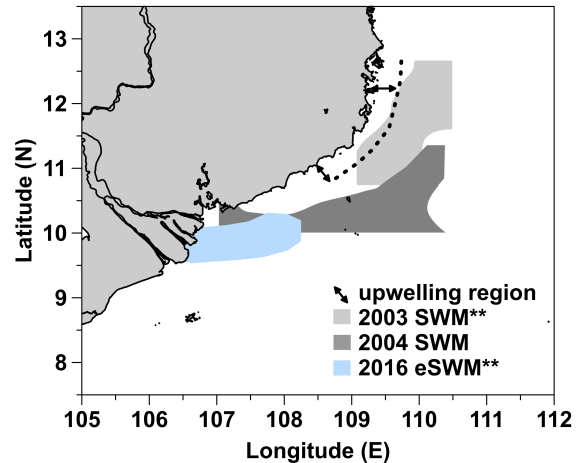 13
12
11
10
9
8
Latitude (N)
upwelling region
2003 SWM**
2004 SWM
2016 eSWM**
105 106 107 108 109 110 111 112
Longitude (E)